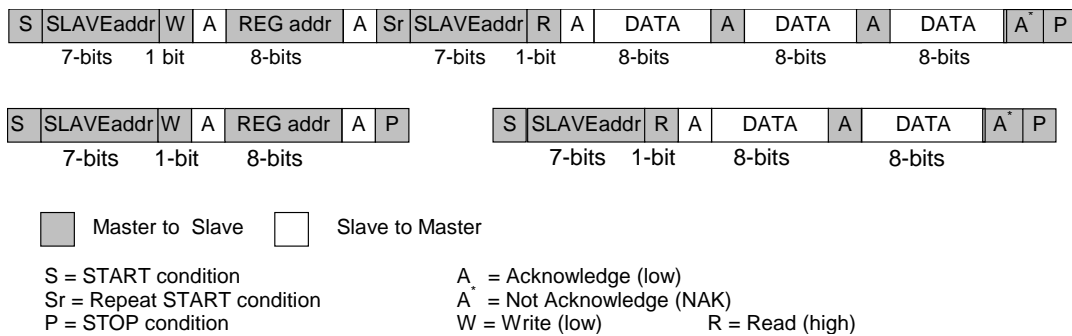 S SLAVEaddr W A REG addr A Sr SLAVEaddr R A DATA A DATA A DATA A* P
7-bits 1 bit 8-bits 7-bits 1-bit 8-bits 8-bits 8-bits
S SLAVEaddr W A REG addr A P S SLAVEaddr R A DATA A DATA A* P
7-bits 1-bit 8-bits 7-bits 1-bit 8-bits 8-bits
Master to Slave Slave to Master
S = START condition A = Acknowledge (low)
Sr = Repeat START condition A* = Not Acknowledge (NAK)
P = STOP condition W = Write (low) R = Read (high)